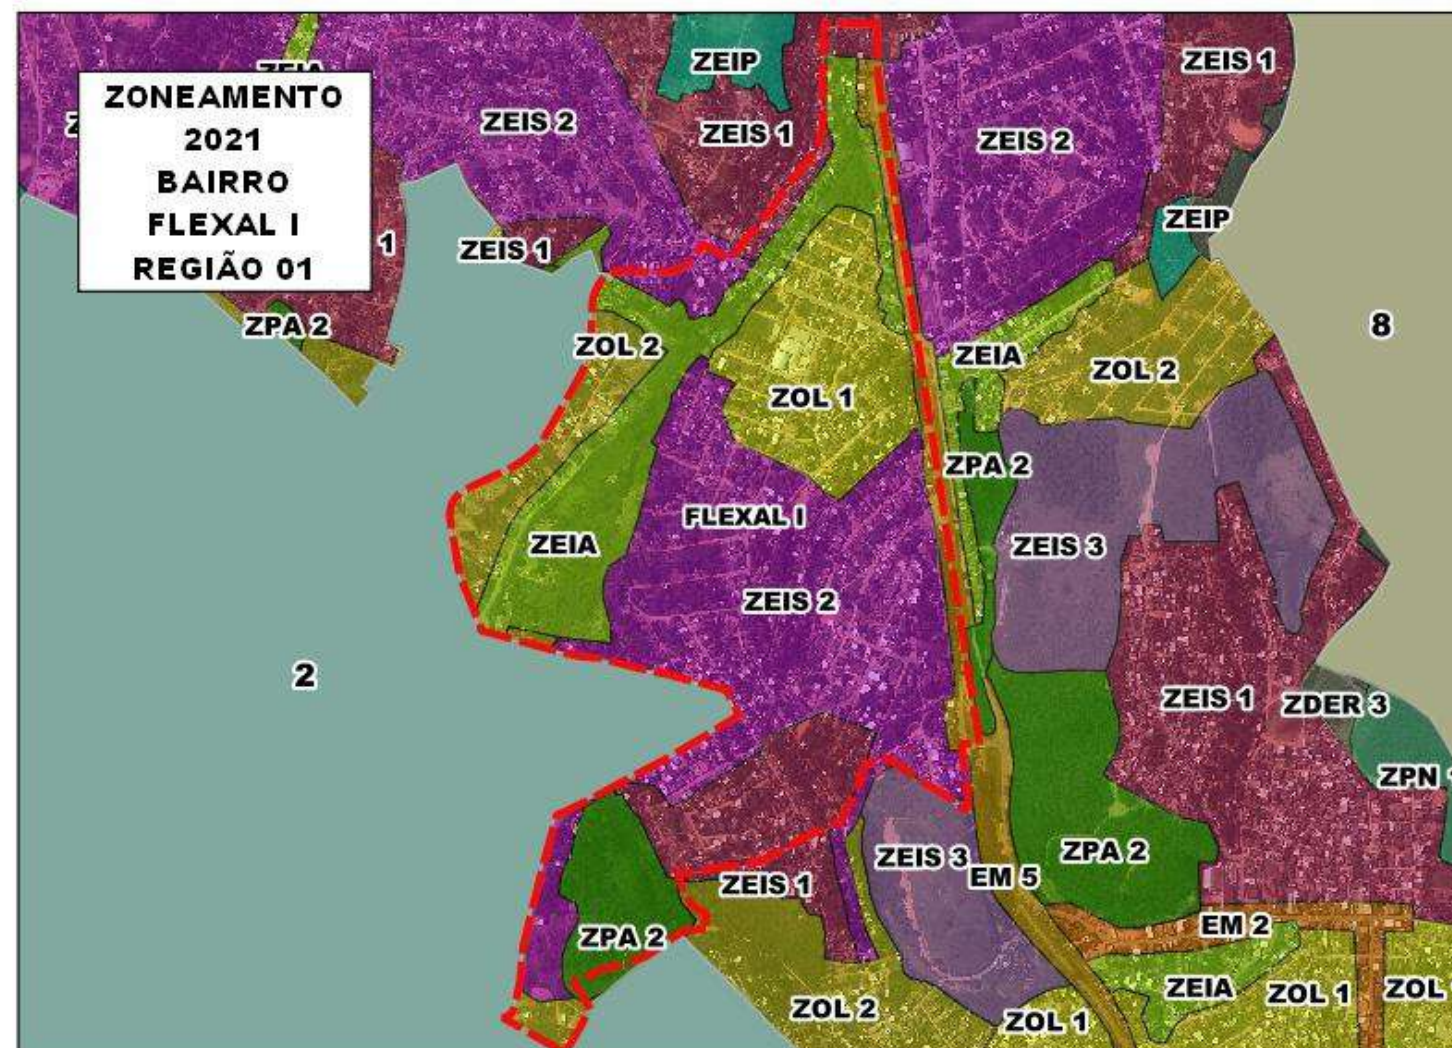 ZEIA
ZONEAMENTO
2021
BAIRRO
FLEXAL I
REGIÃO 01
ZEIP
ZEIS 1
ZEIS 2
ZEIS 1
ZEIS 2
ZEIP
1
ZEIS 1
ZPA 2
8
ZOL 2
ZEIA
ZOL 2
ZOL 1
ZPA 2
FLEXAL I
ZEIA
ZEIS 3
ZEIS 2
2
ZEIS 1
ZDER 3
ZPN
ZPA 2
ZEIS 3
EM 5
ZEIS 1
EM 2
ZPA 2
ZEIA
ZOL 1
ZOL
ZOL 2
ZOL 1